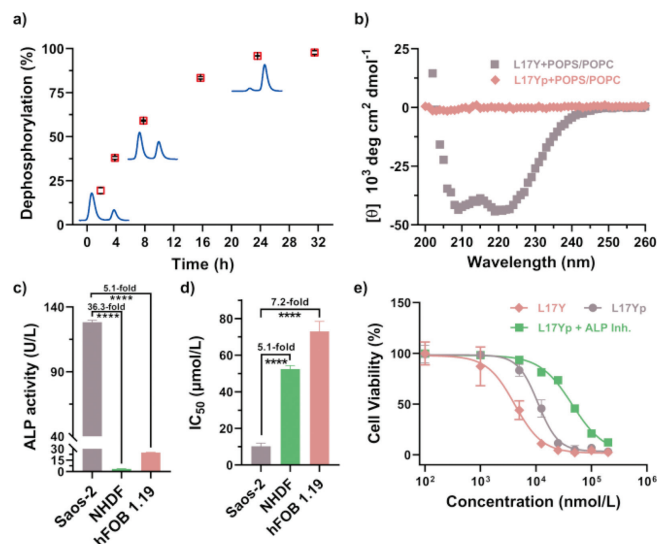 a)
Dephosphorylation (%)
100
75
50
25
0
0 4 8 12 16 20 24 28 32
Time (h)
b)
[θ] 10³ deg cm² dmol⁻¹
25
0
-25
-50
L17Y+POPS/POPC
L17Yp+POPS/POPC
200 210 220 230 240 250 260
Wavelength (nm)
c)
ALP activity (U/L)
5.1-fold
****
36.3-fold
****
140
90
40
30
15
0
Saos-2
NHDF
hFOB 1.19
d)
IC₅₀ (μmol/L)
7.2-fold
****
5.1-fold
****
80
60
40
20
0
Saos-2
NHDF
hFOB 1.19
e)
L17Y L17Yp
L17Yp + ALP Inh.
Cell Viability (%)
150
100
50
0
10² 10³ 10⁴ 10⁵ 10⁶
Concentration (nmol/L)